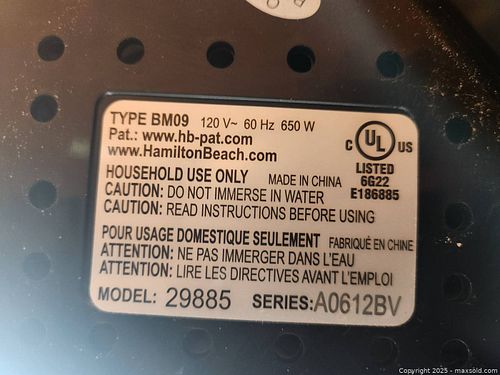 TYPE BM09 120 V~ 60 Hz 650 W
Pat.: www.hb-pat.com
www.HamiltonBeach.com
C UL US
LISTED
6G22
E186885
HOUSEHOLD USE ONLY MADE IN CHINA
CAUTION: DO NOT IMMERSE IN WATER
CAUTION: READ INSTRUCTIONS BEFORE USING
POUR USAGE DOMESTIQUE SEULEMENT FABRIQUÉ EN CHINE
ATTENTION: NE PAS IMMERGER DANS L'EAU
ATTENTION: LIRE LES DIRECTIVES AVANT L'EMPLOI
MODEL: 29885 SERIES: A0612BV
Copyright © 2025 - maxsold.com